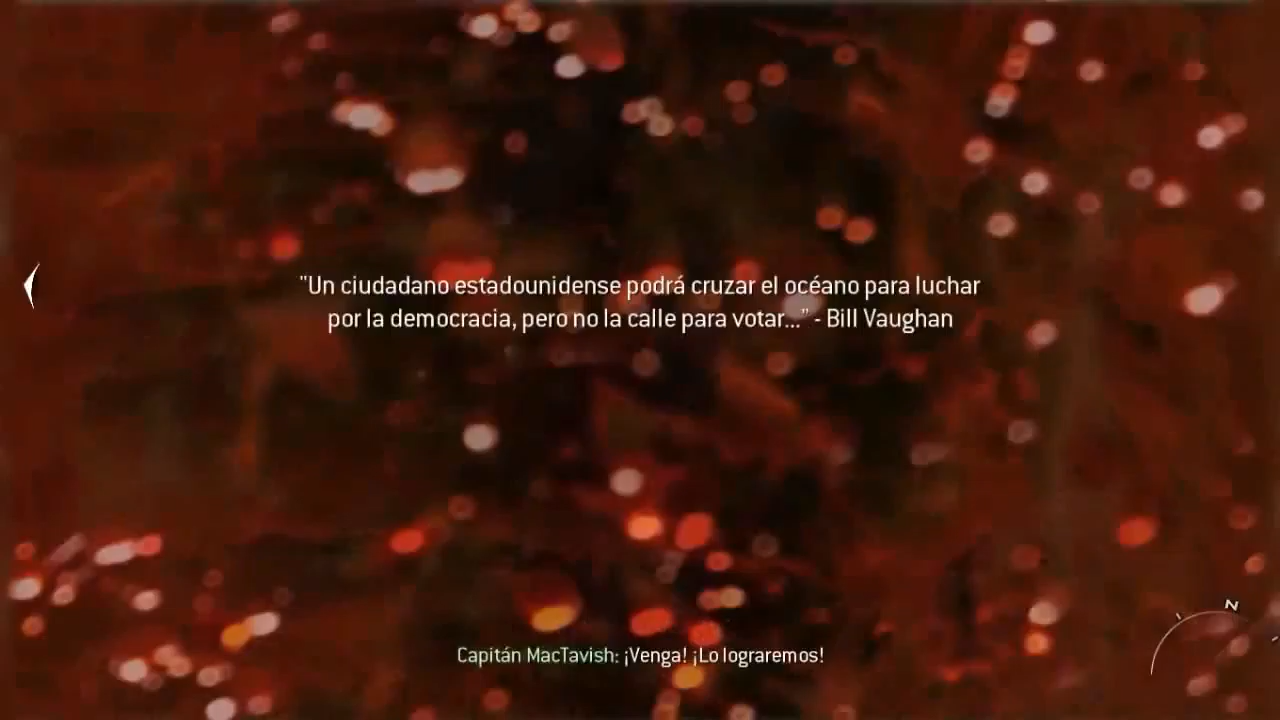 "Un ciudadano estadounidense podrá cruzar el océano para luchar
por la democracia, pero no la calle para votar..." - Bill Vaughan
N
Capitán MacTavish: ¡Venga! ¡Lo lograremos!